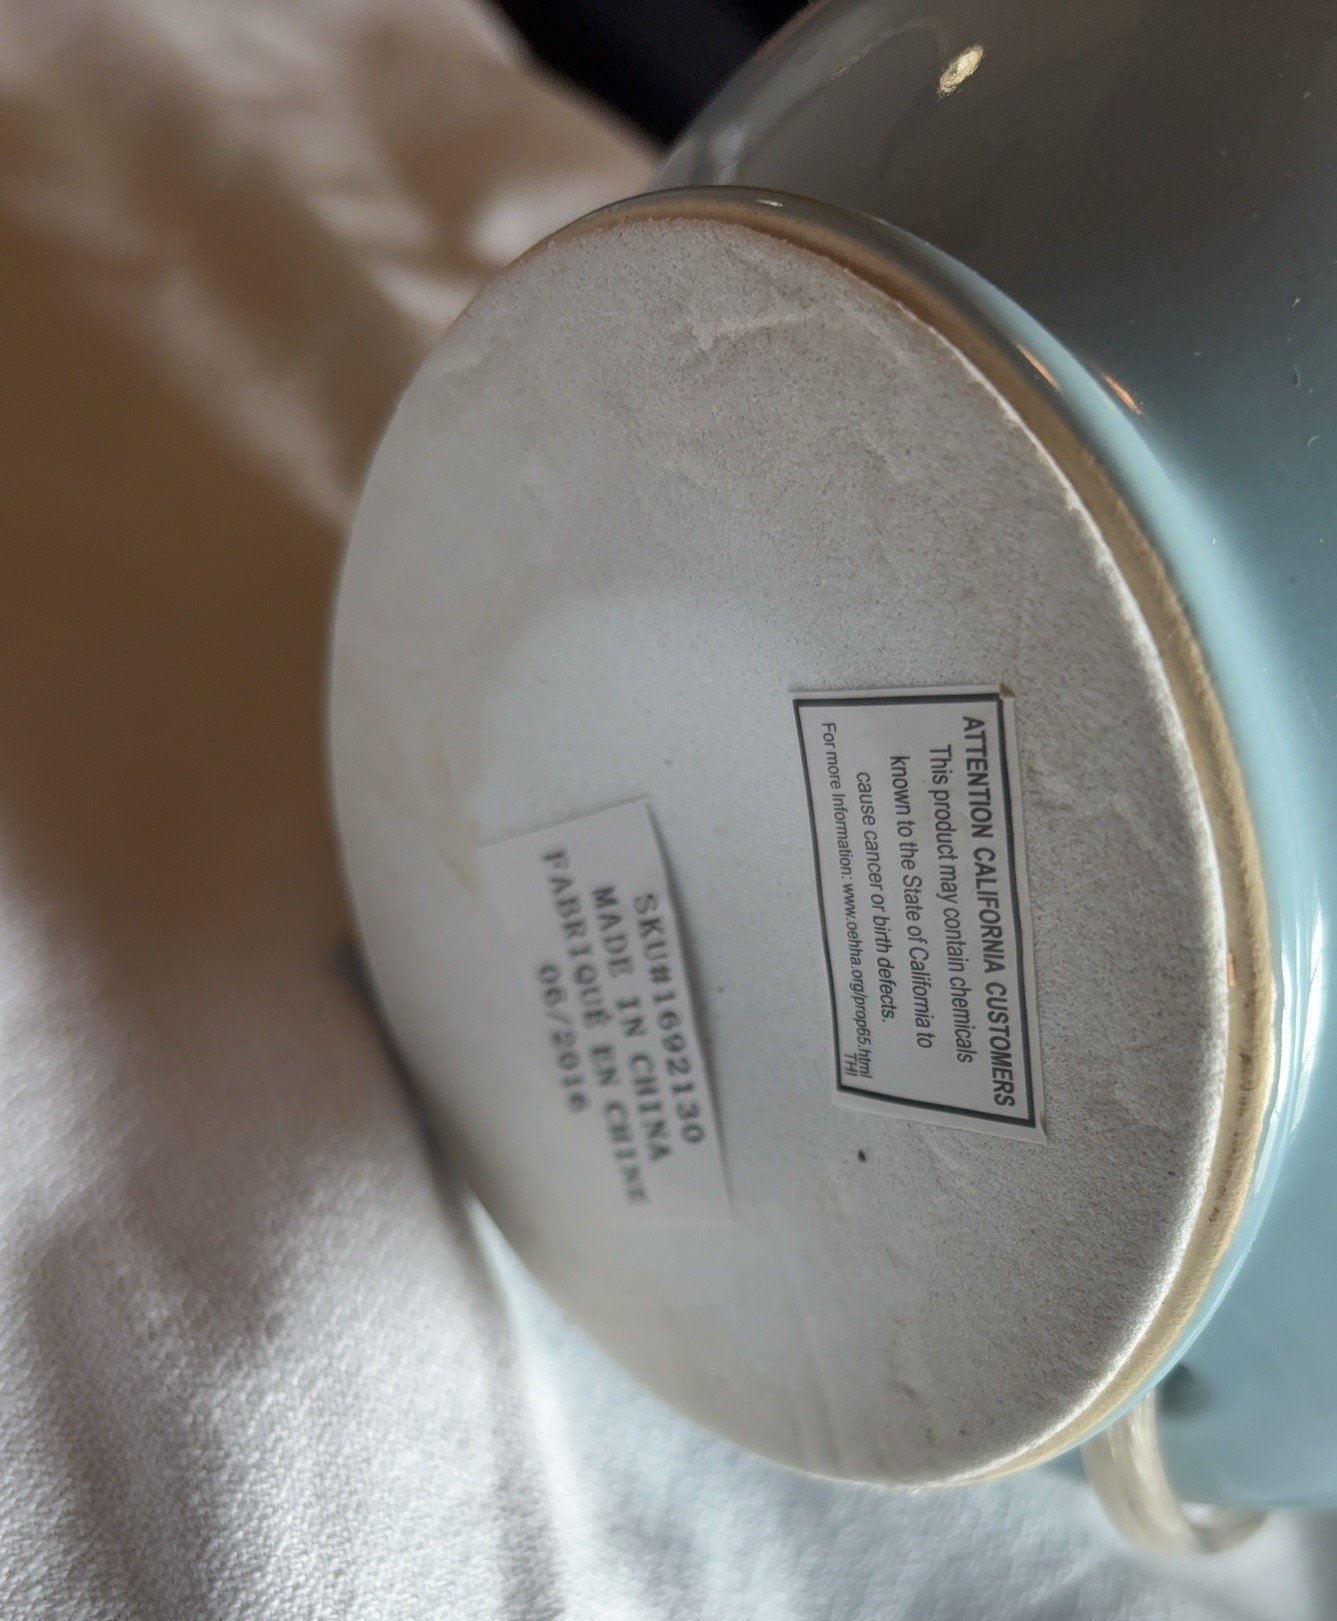 ATTENTION CALIFORNIA CUSTOMERS
This product may contain chemicals
known to the State of California to
cause cancer or birth defects.
For more Information: www.oehha.org/prop65.html
THI
SKU#1692130
MADE IN CHINA
FABRIQUÉ EN CHINE
06/2016